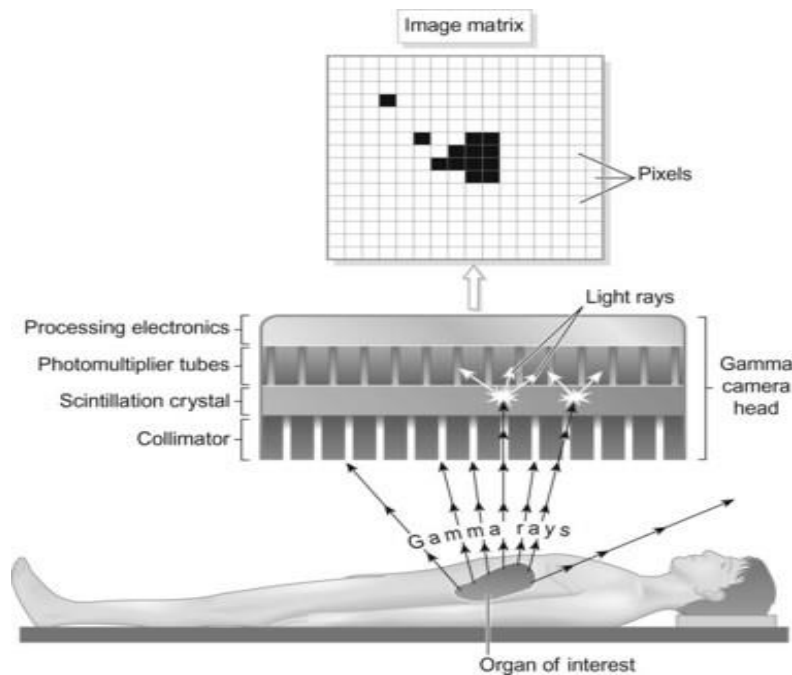 Image matrix
Pixels
Light rays
Processing electronics
Photomultiplier tubes
Scintillation crystal
Collimator
Gamma
camera
head
Gamma rays
Organ of interest